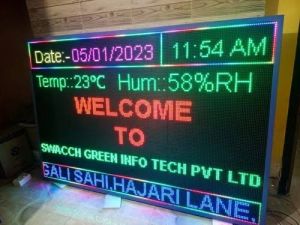 Date:-05/01/2023 11:54 AM
Temp::23℃ Hum::58%RH
WELCOME
TO
SWACCH GREEN INFO TECH PVT LTD
GALI SAHI,HAJARI LANE,